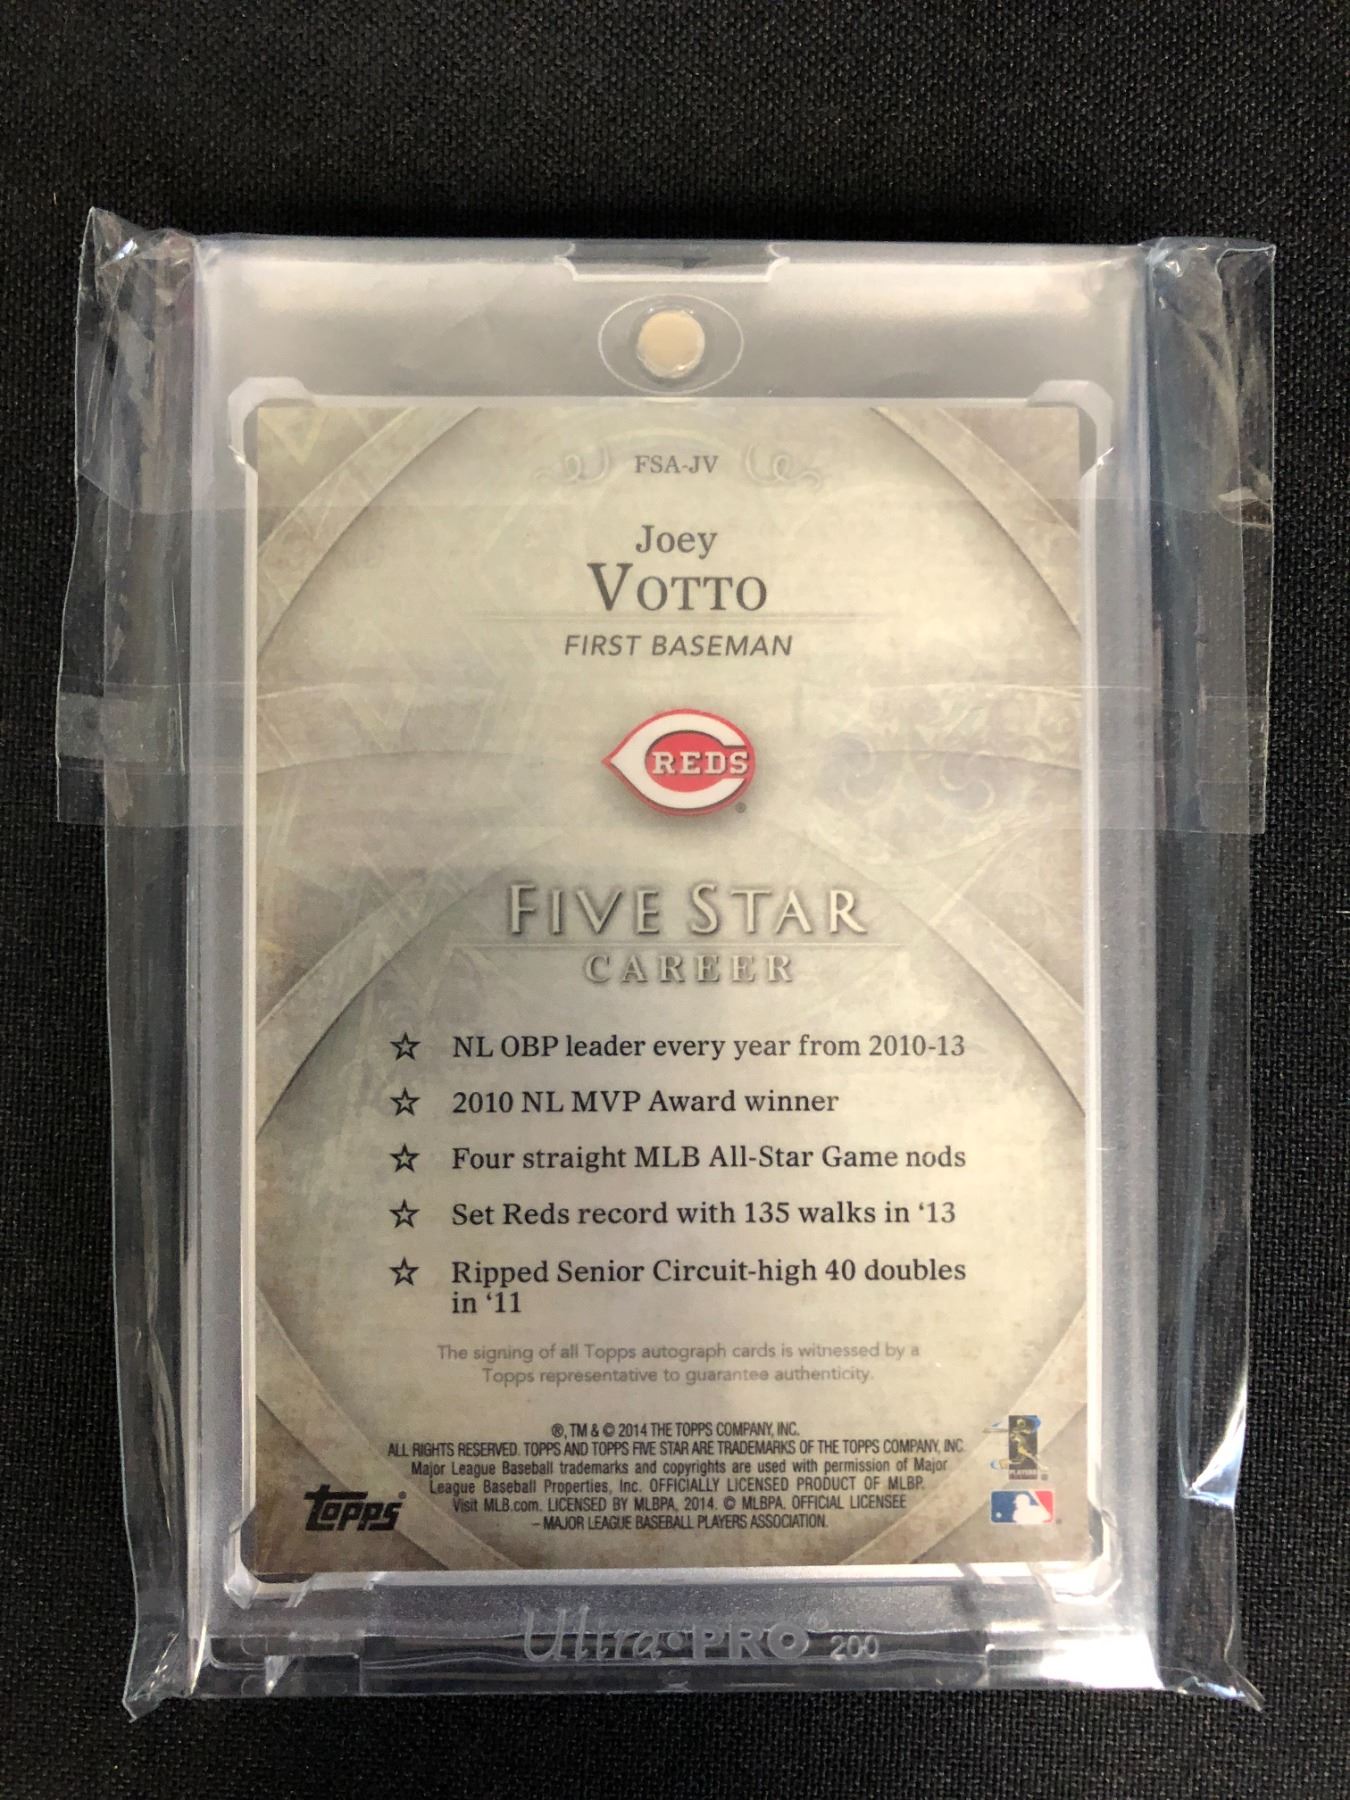 FSA-JV
Joey
VOTTO
FIRST BASEMAN
REDS
FIVE STAR
CAREER
☆ NL OBP leader every year from 2010-13
☆ 2010 NL MVP Award winner
☆ Four straight MLB All-Star Game nods
☆ Set Reds record with 135 walks in ‘13
☆ Ripped Senior Circuit-high 40 doubles
in ‘11
The signing of all Topps autograph cards is witnessed by a
Topps representative to guarantee authenticity.
®, TM & © 2014 THE TOPPS COMPANY, INC.
ALL RIGHTS RESERVED. TOPPS AND TOPPS FIVE STAR ARE TRADEMARKS OF THE TOPPS COMPANY, INC.
Major League Baseball trademarks and copyrights are used with permission of Major
League Baseball Properties, Inc. OFFICIALLY LICENSED PRODUCT OF MLBP.
Visit MLB.com. LICENSED BY MLBPA, 2014. © MLBPA. OFFICIAL LICENSEE
– MAJOR LEAGUE BASEBALL PLAYERS ASSOCIATION.
topps®
PLAYERS
Ultra·PRO® 200